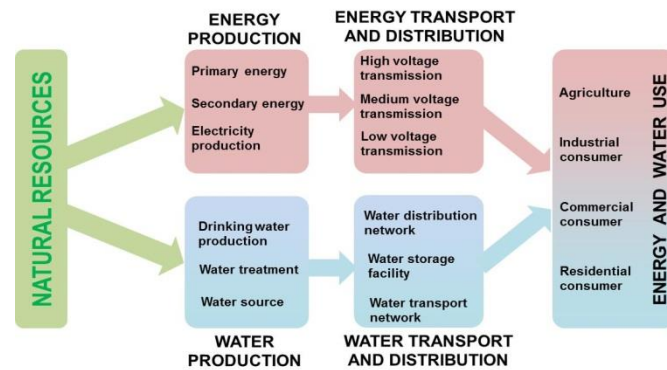 NATURAL RESOURCES
ENERGY
PRODUCTION
Primary energy
Secondary energy
Electricity
production
ENERGY TRANSPORT
AND DISTRIBUTION
High voltage
transmission
Medium voltage
transmission
Low voltage
transmission
Drinking water
production
Water treatment
Water source
WATER
PRODUCTION
Water distribution
network
Water storage
facility
Water transport
network
WATER TRANSPORT
AND DISTRIBUTION
Agriculture
Industrial
consumer
Commercial
consumer
Residential
consumer
ENERGY AND WATER USE